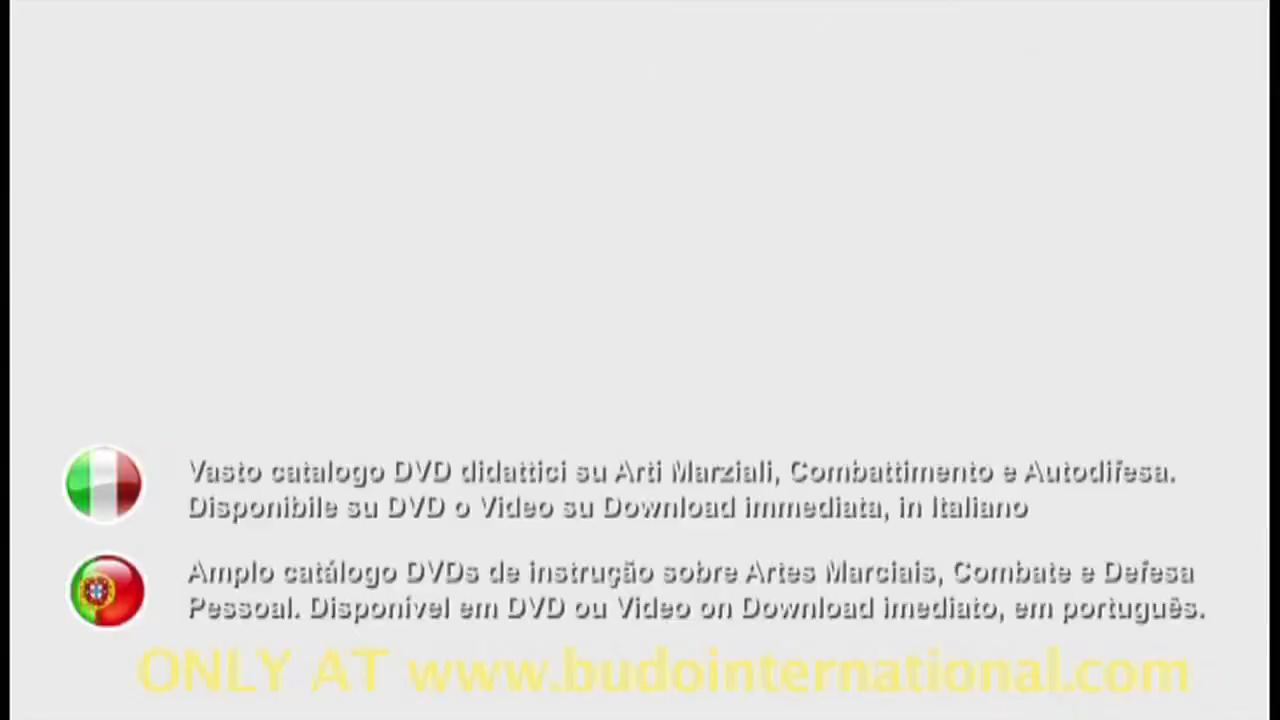 Vasto catalogo DVD didattici su Arti Marziali, Combattimento e Autodifesa.
Disponibile su DVD o Video su Download immediata, in Italiano
Amplo catálogo DVDs de instrução sobre Artes Marciais, Combate e Defesa
Pessoal. Disponível em DVD ou Video on Download imediato, em português.
ONLY AT www.budointernational.com